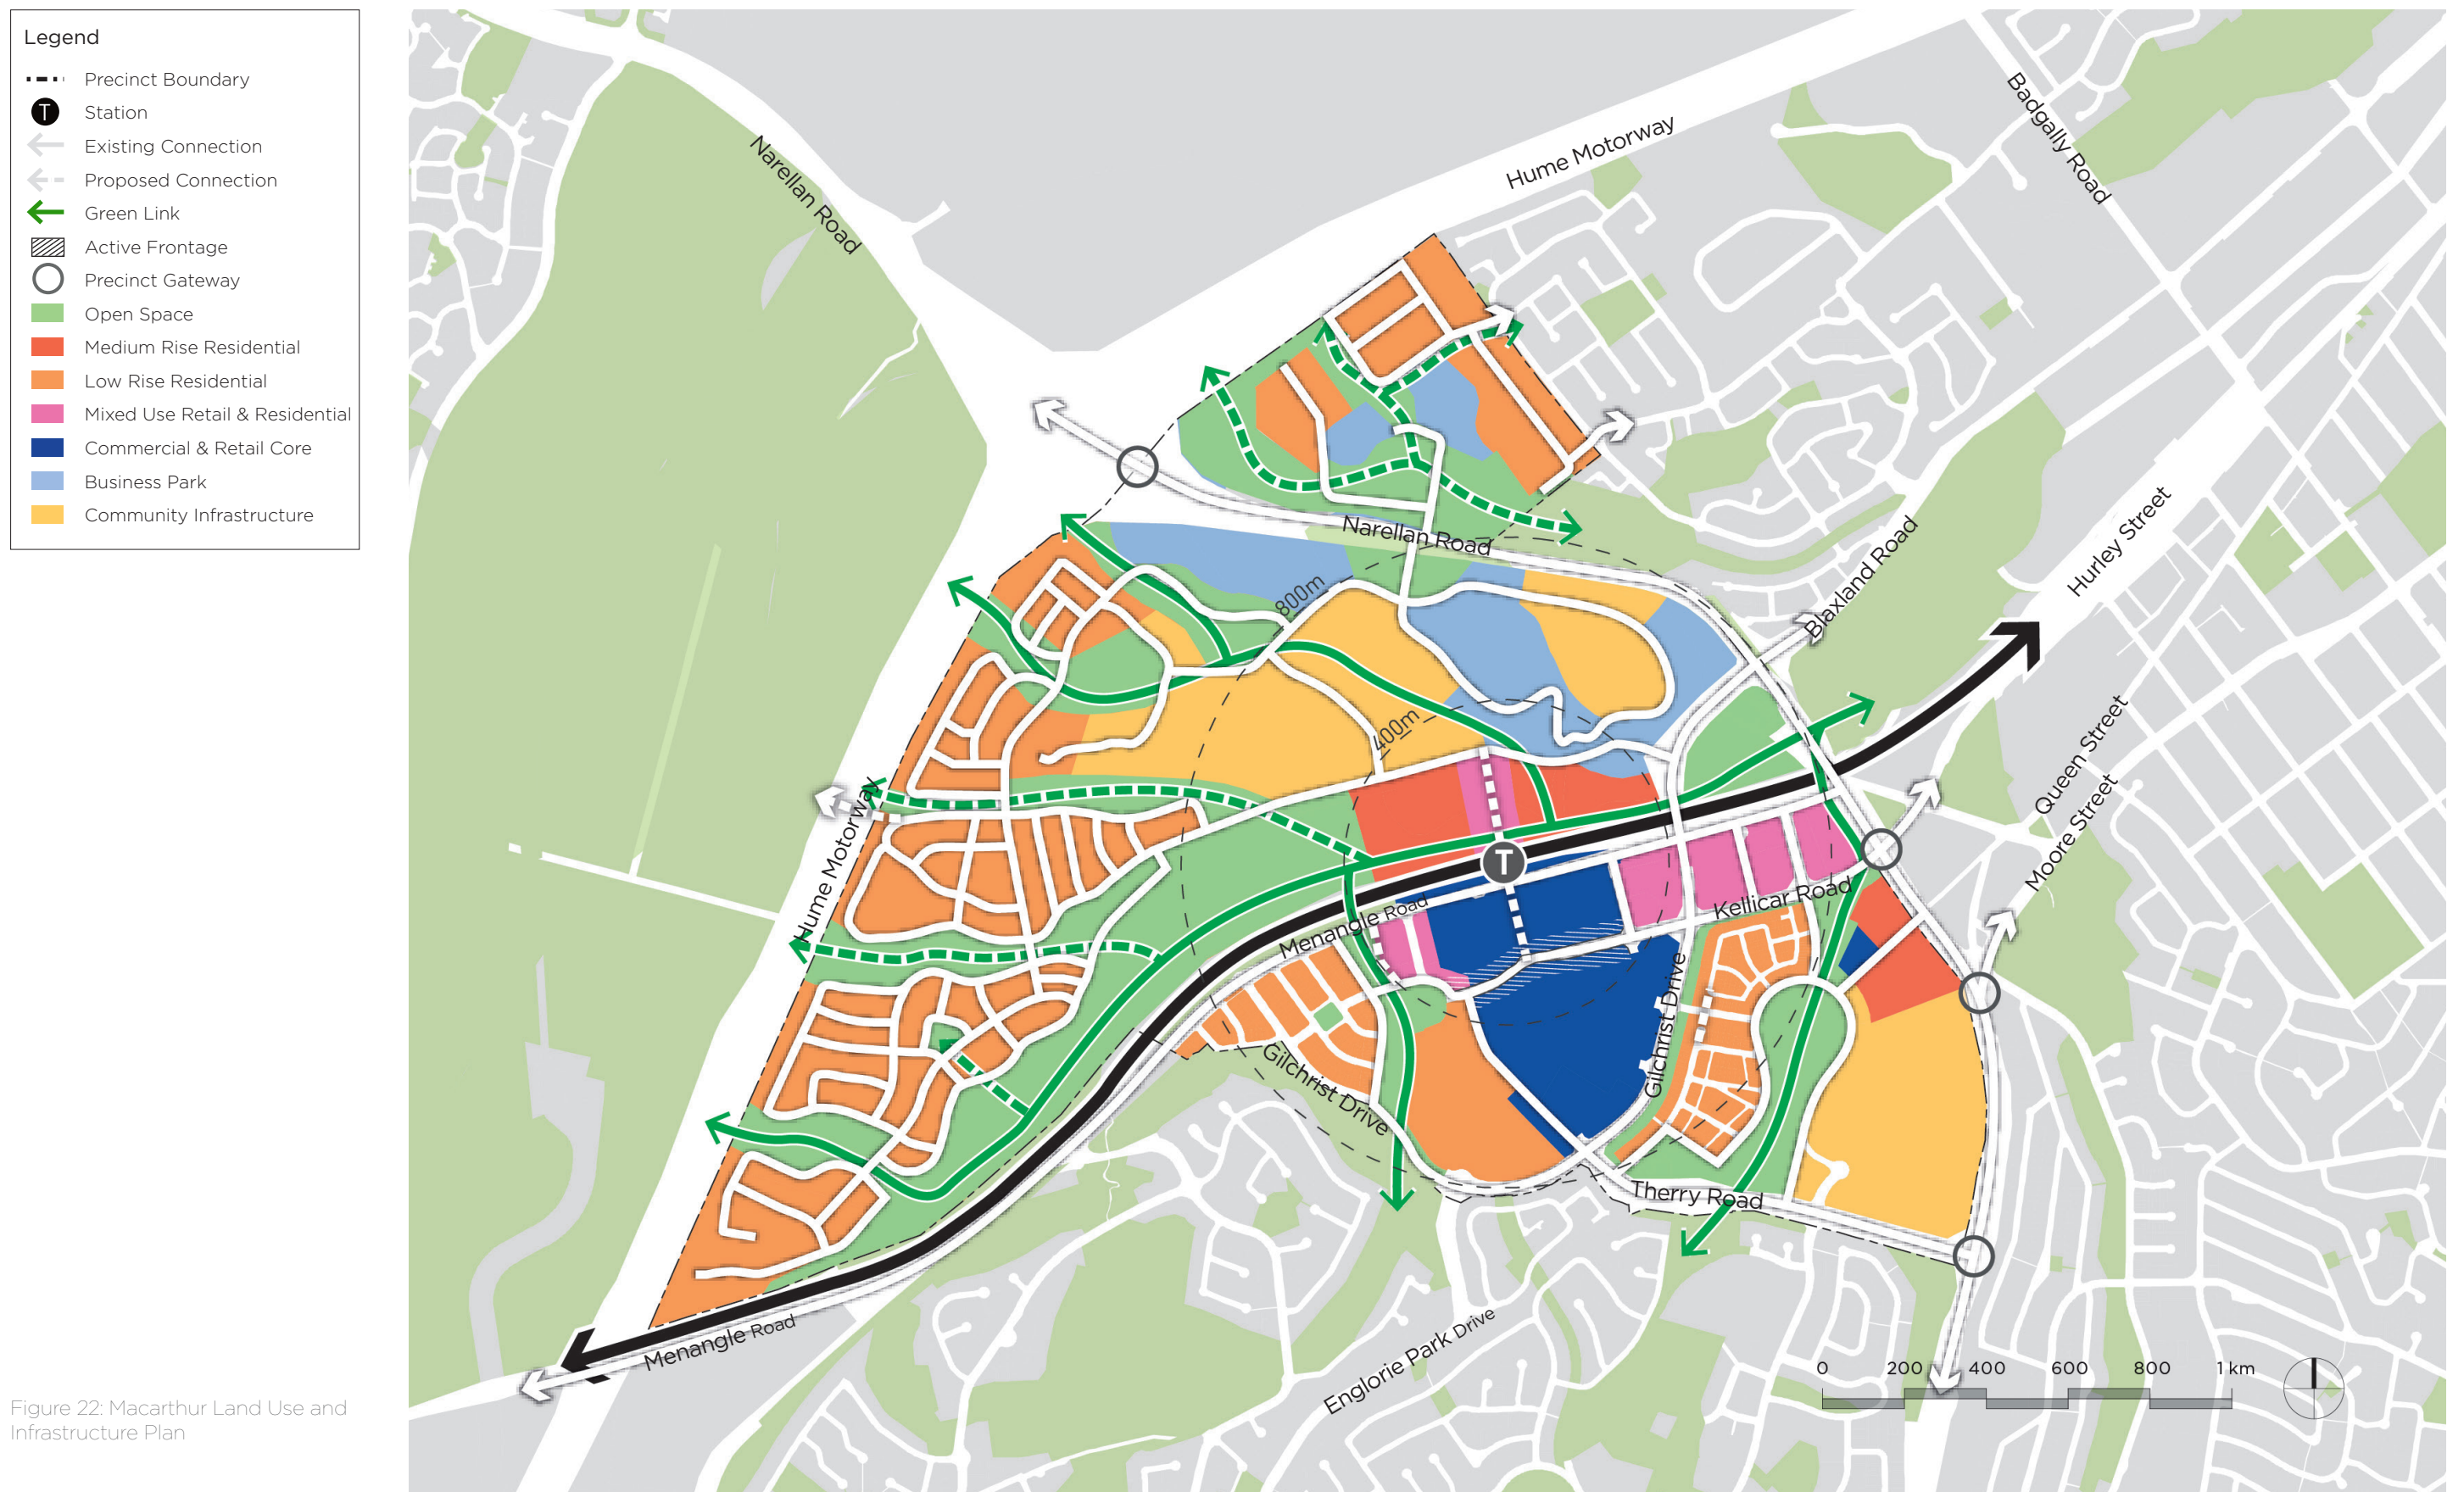 Legend
Precinct Boundary
T
Station
Existing Connection
Proposed Connection
Green Link
Active Frontage
Precinct Gateway
Open Space
Medium Rise Residential
Low Rise Residential
Mixed Use Retail & Residential
Commercial & Retail Core
Business Park
Community Infrastructure
Narellan Road
Hume Motorway
Badgally Road
Narellan Road
800m
400m
Blaxland Road
Hurley Street
Queen Street
Moore Street
Hume Motorway
T
Menangle Road
Kellicar Road
Gilchrist Drive
Gilchrist Drive
Therry Road
Menangle Road
Englorie Park Drive
0 200 400 600 800 1 km
Figure 22: Macarthur Land Use and
Infrastructure Plan